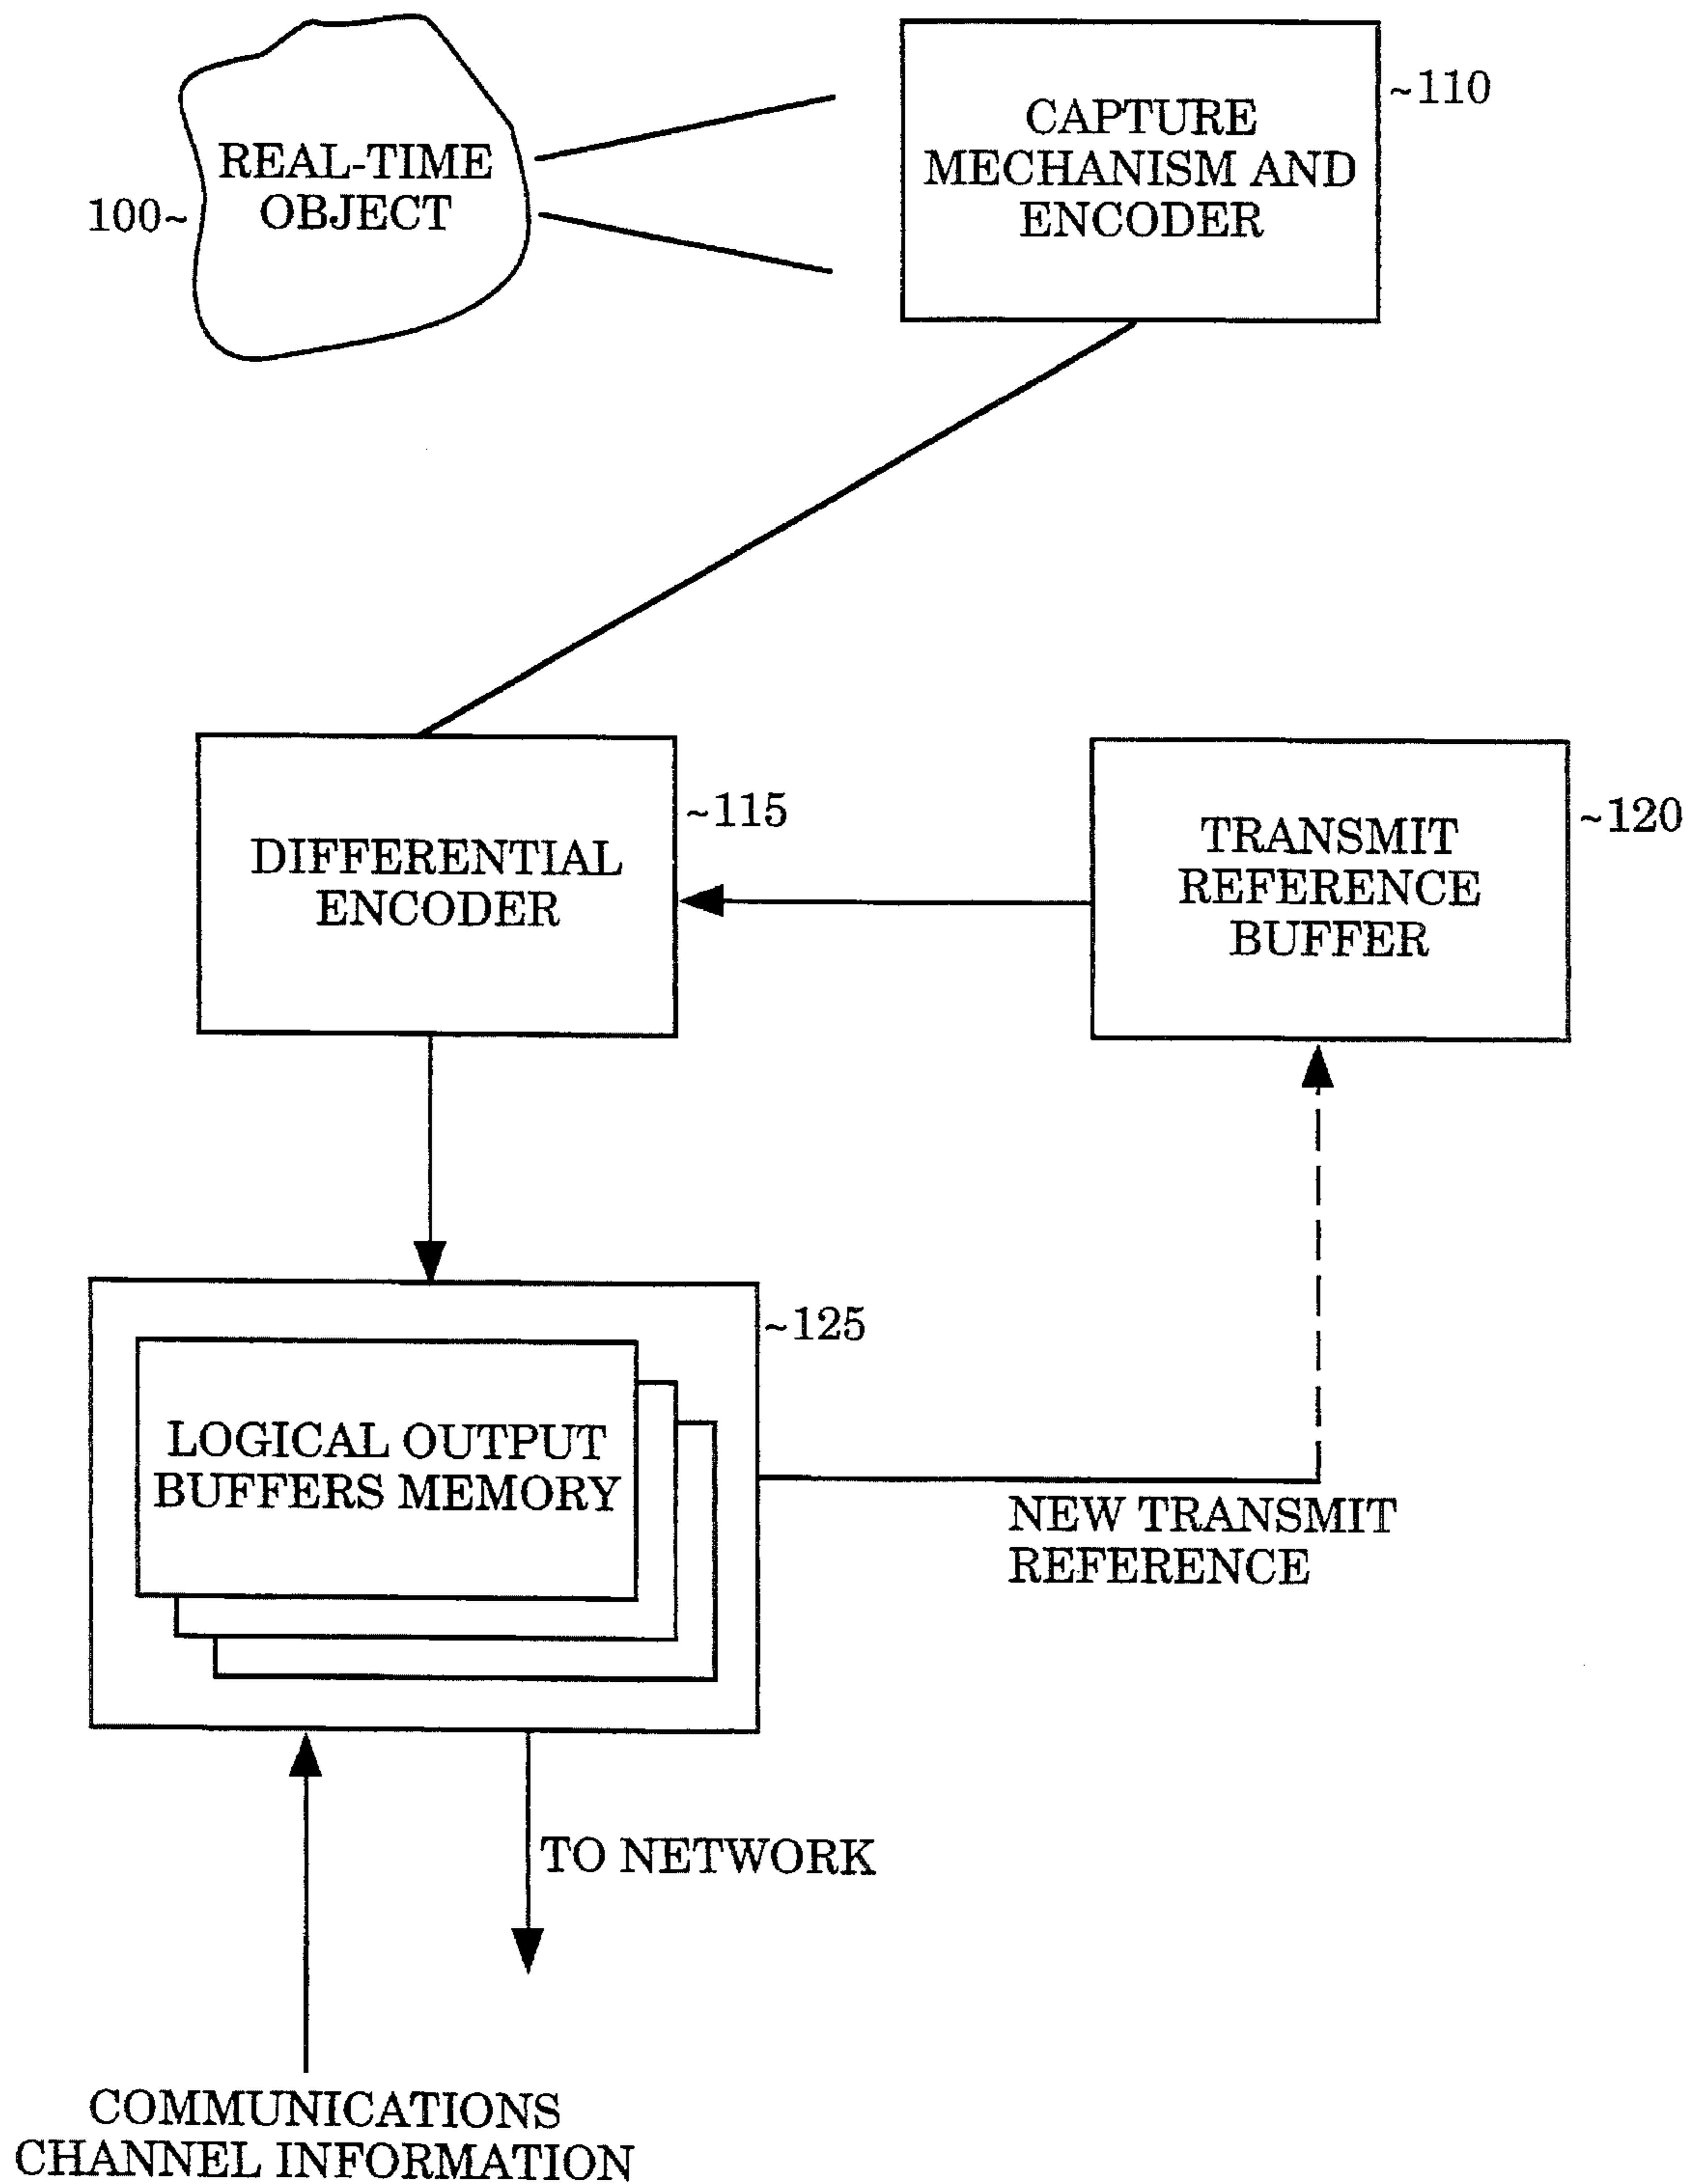 REAL-TIME
OBJECT
100~
CAPTURE
MECHANISM AND
ENCODER
~110
DIFFERENTIAL
ENCODER
~115
TRANSMIT
REFERENCE
BUFFER
~120
LOGICAL OUTPUT
BUFFERS MEMORY
~125
NEW TRANSMIT
REFERENCE
TO NETWORK
COMMUNICATIONS
CHANNEL INFORMATION